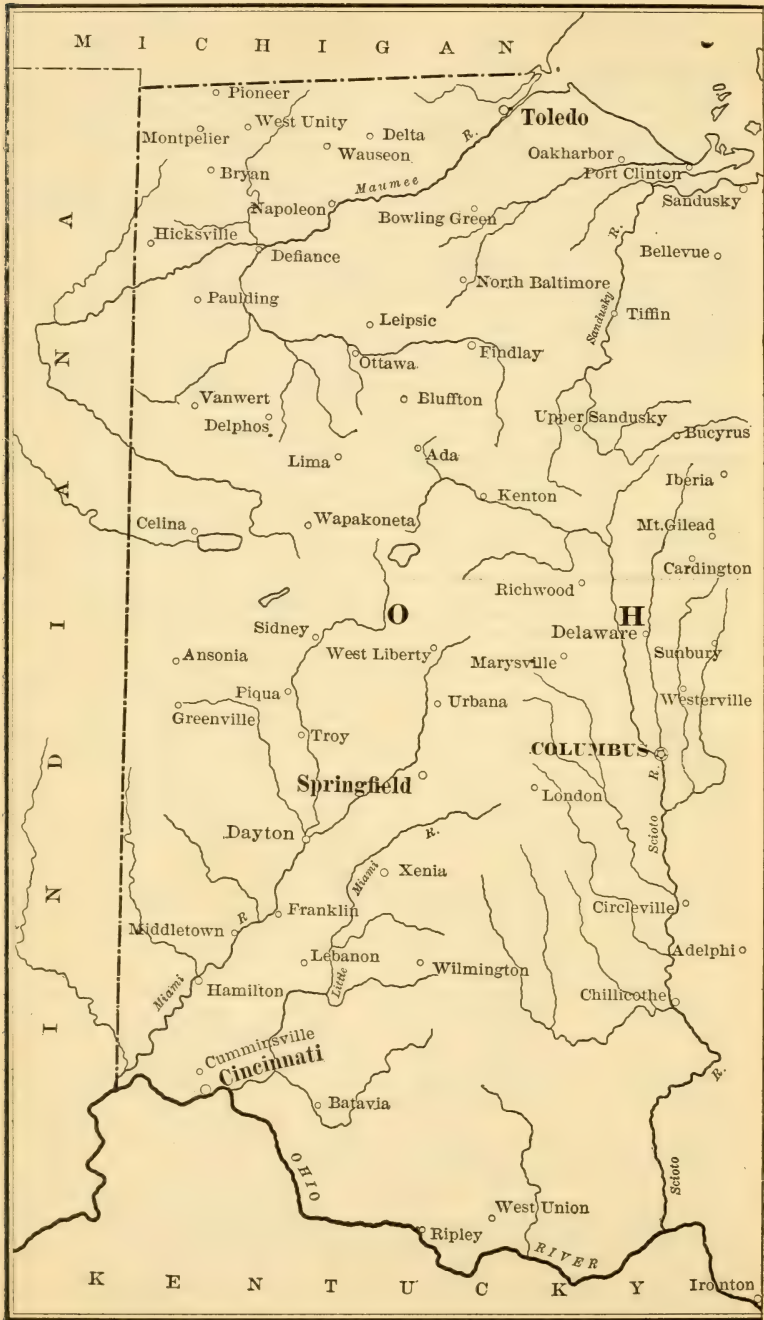 MICHIGAN
Pioneer
West Unity
Montpelier
Delta
Wauseon
Toledo
R.
Oakharbor
Port Clinton
Bryan
Maumee
Napoleon
Bowling Green
Sandusky
Hicksville
Defiance
R.
Bellevue
Paulding
North Baltimore
Sandusky
Tiffin
Leipsic
Ottawa
Findlay
Vanwert
Delphos
Bluffton
Upper Sandusky
Bucyrus
Lima
Ada
Iberia
Kenton
Celina
Wapakoneta
Mt. Gilead
Cardington
Richwood
O
H
Sidney
Delaware
Ansonia
West Liberty
Marysville
Sunbury
Piqua
Greenville
Urbana
Westerville
Troy
COLUMBUS
R.
Springfield
London
Scioto
Dayton
R.
Miami
Xenia
Franklin
Circleville
R
Middletown
Lebanon
Wilmington
Adelphi
Miami
Hamilton
Little
Chillicothe
Cumminsville
Cincinnati
R.
Batavia
OHIO
Scioto
West Union
Ripley
RIVER
KENTUCKY
Ironton
INDIANA